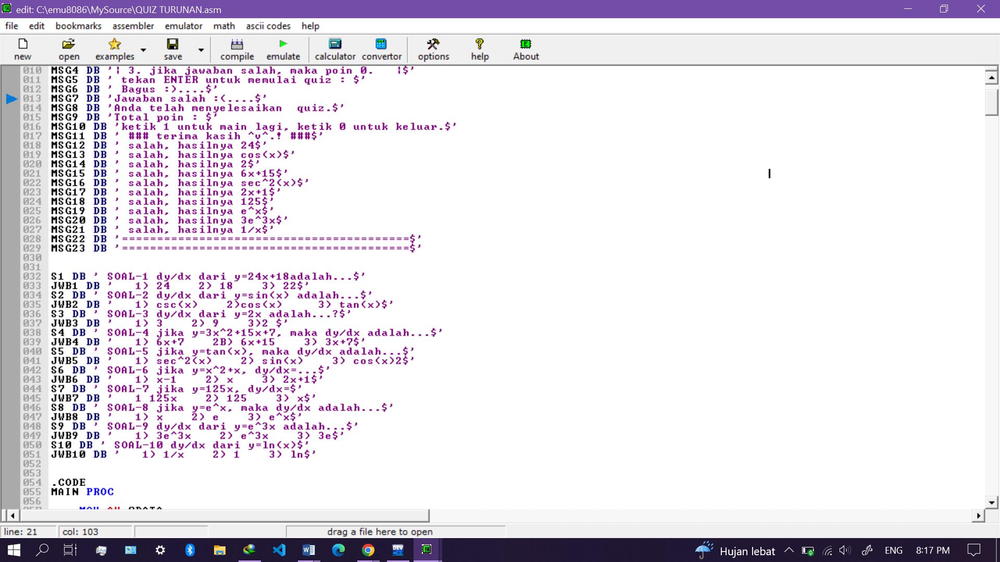 edit: C:\emu8086\MySource\QUIZ TURUNAN.asm
file edit bookmarks assembler emulator math ascii codes help
new open examples save compile emulate calculator convertor options help About
010 MSG4 DB '| 3. jika jawaban salah, maka poin 0.    |$'
011 MSG5 DB ' tekan ENTER untuk memulai quiz : $'
012 MSG6 DB ' Bagus :)....$'
013 MSG7 DB 'Jawaban salah :(....$'
014 MSG8 DB 'Anda telah menyelesaikan  quiz.$'
015 MSG9 DB 'Total poin : $'
016 MSG10 DB 'ketik 1 untuk main lagi, ketik 0 untuk keluar.$'
017 MSG11 DB ' ### terima kasih ^v^.! ###$'
018 MSG12 DB ' salah, hasilnya 24$'
019 MSG13 DB ' salah, hasilnya cos(x)$'
020 MSG14 DB ' salah, hasilnya 2$'
021 MSG15 DB ' salah, hasilnya 6x+15$'
022 MSG16 DB ' salah, hasilnya sec^2(x)$'
023 MSG17 DB ' salah, hasilnya 2x+1$'
024 MSG18 DB ' salah, hasilnya 125$'
025 MSG19 DB ' salah, hasilnya e^x$'
026 MSG20 DB ' salah, hasilnya 3e^3x$'
027 MSG21 DB ' salah, hasilnya 1/x$'
028 MSG22 DB '=========================================$'
029 MSG23 DB '=========================================$'
030
031
032 S1 DB ' SOAL-1 dy/dx dari y=24x+18adalah...$'
033 JWB1 DB '   1) 24    2) 18    3) 22$'
034 S2 DB ' SOAL-2 dy/dx dari y=sin(x) adalah...$'
035 JWB2 DB '   1) csc(x)    2)cos(x)     3) tan(x)$'
036 S3 DB ' SOAL-3 dy/dx dari y=2x adalah...?$'
037 JWB3 DB '   1) 3    2) 9    3)2 $'
038 S4 DB ' SOAL-4 jika y=3x^2+15x+7, maka dy/dx adalah...$'
039 JWB4 DB '   1) 6x+7    2B) 6x+15    3) 3x+7$'
040 S5 DB ' SOAL-5 jika y=tan(x), maka dy/dx adalah...$'
041 JWB5 DB '   1) sec^2(x)    2) sin(x)    3) cos(x)2$'
042 S6 DB ' SOAL-6 jika y=x^2+x, dy/dx=...$'
043 JWB6 DB '   1) x-1    2) x    3) 2x+1$'
044 S7 DB ' SOAL-7 jika y=125x, dy/dx=$'
045 JWB7 DB '   1 125x    2) 125    3) x$'
046 S8 DB ' SOAL-8 jika y=e^x, maka dy/dx adalah...$'
047 JWB8 DB '   1) x    2) e    3) e^x$'
048 S9 DB ' SOAL-9 dy/dx dari y=e^3x adalah...$'
049 JWB9 DB '   1) 3e^3x    2) e^3x    3) 3e$'
050 S10 DB ' SOAL-10 dy/dx dari y=ln(x)$'
051 JWB10 DB '   1) 1/x    2) 1    3) ln$'
052
053
054 .CODE
055 MAIN PROC
056
057 MOV AX @DATA
line: 21 col: 103 drag a file here to open
Hujan lebat ENG 8:17 PM